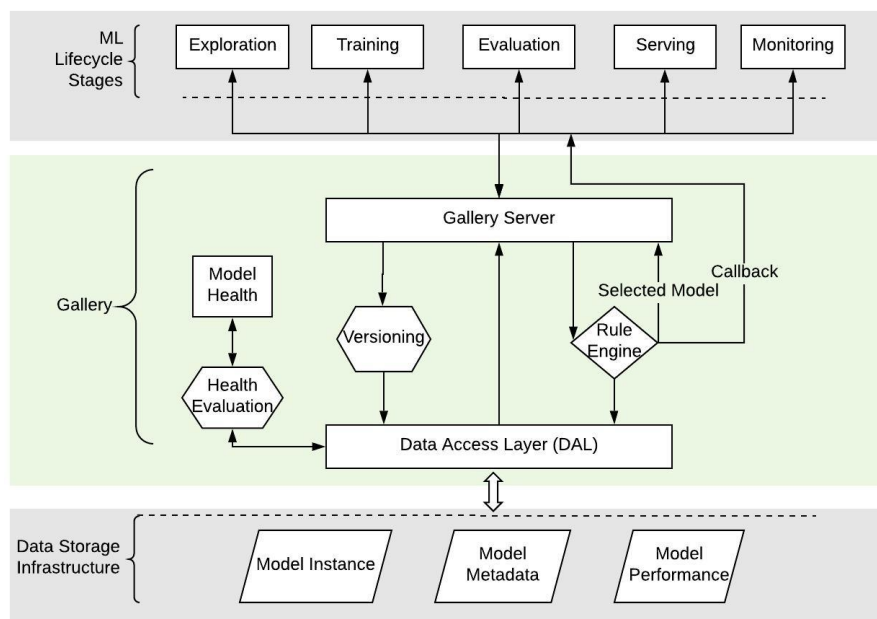 ML
Lifecycle
Stages
Exploration
Training
Evaluation
Serving
Monitoring
Gallery Server
Gallery
Model
Health
Callback
Selected Model
Versioning
Rule
Engine
Health
Evaluation
Data Access Layer (DAL)
Data Storage
Infrastructure
Model Instance
Model
Metadata
Model
Performance